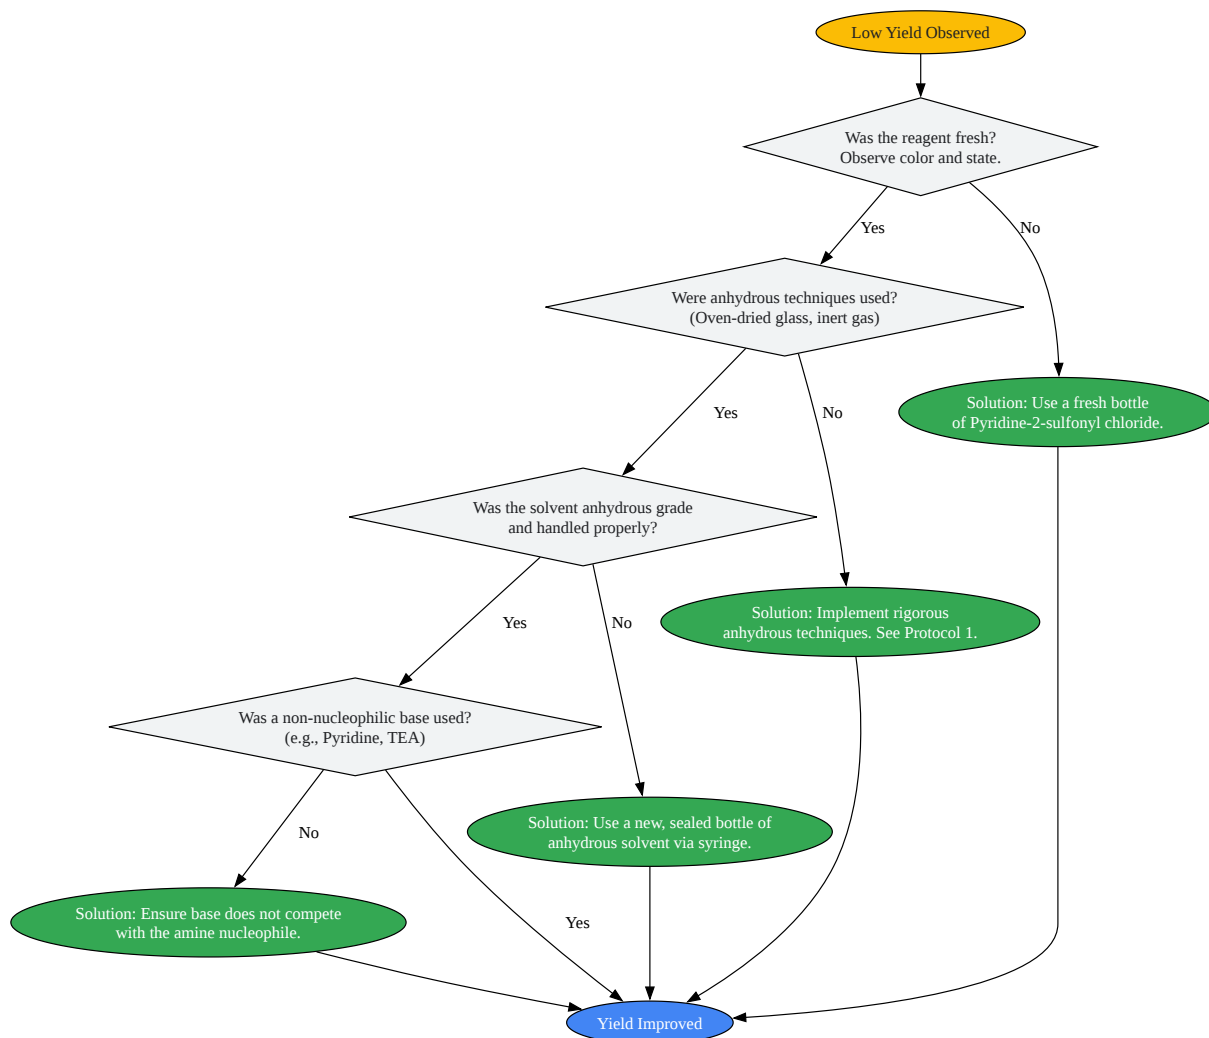 Low Yield Observed
Was the reagent fresh?
Observe color and state.
Yes
No
Were anhydrous techniques used?
(Oven-dried glass, inert gas)
Yes
No
Solution: Use a fresh bottle
of Pyridine-2-sulfonyl chloride.
Was the solvent anhydrous grade
and handled properly?
Yes
No
Solution: Implement rigorous
anhydrous techniques. See Protocol 1.
Was a non-nucleophilic base used?
(e.g., Pyridine, TEA)
No
Yes
Solution: Use a new, sealed bottle of
anhydrous solvent via syringe.
Solution: Ensure base does not compete
with the amine nucleophile.
Yield Improved